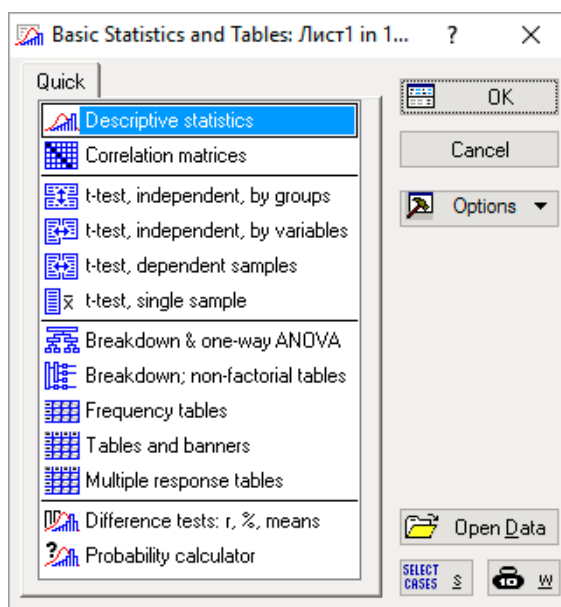 Basic Statistics and Tables: Лист1 in 1... ?
Quick
OK
Descriptive statistics
Correlation matrices
Cancel
t-test, independent, by groups
Options
t-test, independent, by variables
t-test, dependent samples
x t-test, single sample
Breakdown & one-way ANOVA
Breakdown; non-factorial tables
Frequency tables
Tables and banners
Multiple response tables
Difference tests: r, %, means
Open Data
? Probability calculator
SELECT
CASES S
W